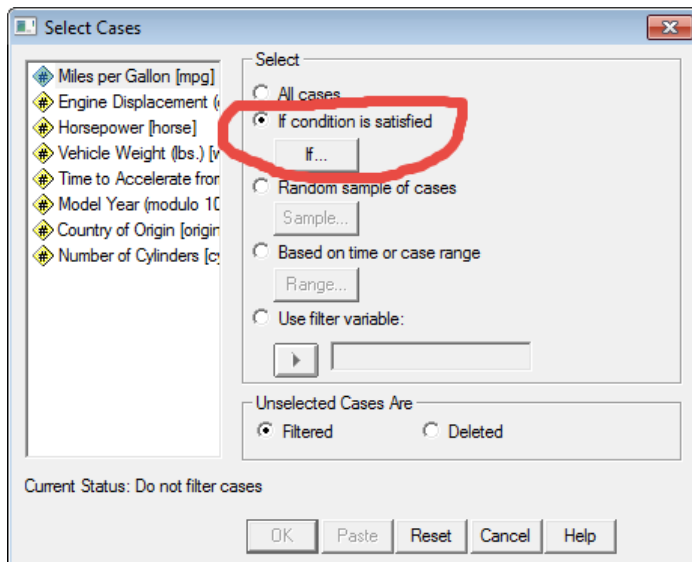 Select Cases
Miles per Gallon [mpg]
Engine Displacement (
Horsepower [horse]
Vehicle Weight (lbs.) [w
Time to Accelerate from
Model Year (modulo 10
Country of Origin [origin
Number of Cylinders [cy
Select
All cases
If condition is satisfied
If...
Random sample of cases
Sample...
Based on time or case range
Range...
Use filter variable:
Unselected Cases Are
Filtered
Deleted
Current Status: Do not filter cases
OK
Paste
Reset
Cancel
Help